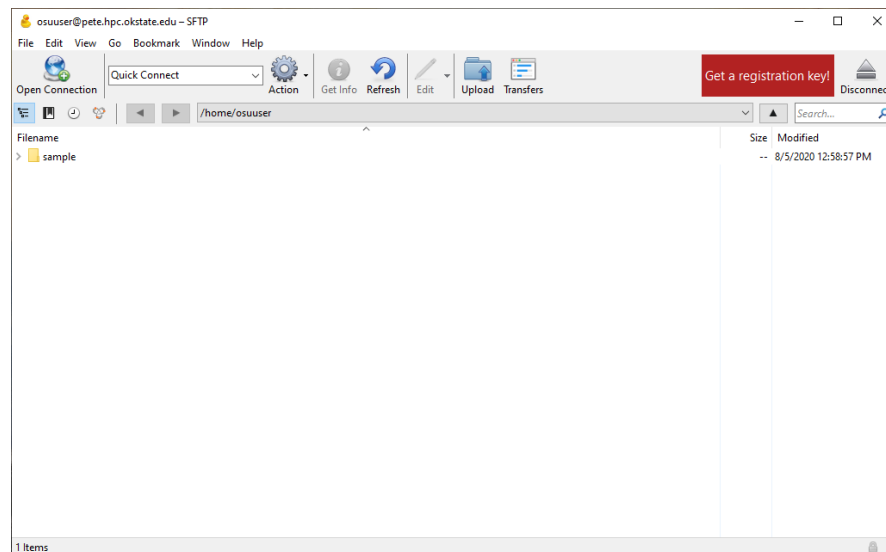 osuuser@pete.hpc.okstate.edu – SFTP
File Edit View Go Bookmark Window Help
Open Connection Quick Connect Action Get Info Refresh Edit Upload Transfers Get a registration key! Disconnec
/home/osuuser Search...
Filename Size Modified
sample -- 8/5/2020 12:58:57 PM
1 Items